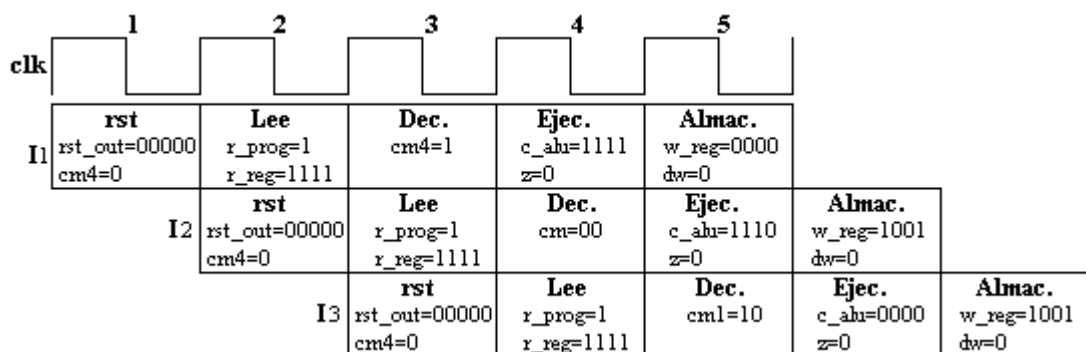 1 2 3 4 5
clk
rst Lee Dec. Ejec. Almac.
I1 rst_out=00000 r_prog=1 cm4=1 c_alu=1111 w_reg=0000
cm4=0 r_reg=1111 z=0 dw=0
rst Lee Dec. Ejec. Almac.
I2 rst_out=00000 r_prog=1 cm=00 c_alu=1110 w_reg=1001
cm4=0 r_reg=1111 z=0 dw=0
rst Lee Dec. Ejec. Almac.
I3 rst_out=00000 r_prog=1 cm1=10 c_alu=0000 w_reg=1001
cm4=0 r_reg=1111 z=0 dw=0